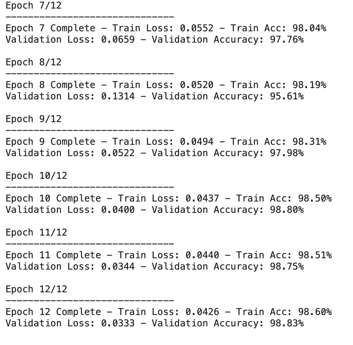 Epoch 7/12
------------------------------
Epoch 7 Complete - Train Loss: 0.0552 - Train Acc: 98.04%
Validation Loss: 0.0659 - Validation Accuracy: 97.76%
Epoch 8/12
------------------------------
Epoch 8 Complete - Train Loss: 0.0520 - Train Acc: 98.19%
Validation Loss: 0.1314 - Validation Accuracy: 95.61%
Epoch 9/12
------------------------------
Epoch 9 Complete - Train Loss: 0.0494 - Train Acc: 98.31%
Validation Loss: 0.0522 - Validation Accuracy: 97.98%
Epoch 10/12
------------------------------
Epoch 10 Complete - Train Loss: 0.0437 - Train Acc: 98.50%
Validation Loss: 0.0400 - Validation Accuracy: 98.80%
Epoch 11/12
------------------------------
Epoch 11 Complete - Train Loss: 0.0440 - Train Acc: 98.51%
Validation Loss: 0.0344 - Validation Accuracy: 98.75%
Epoch 12/12
------------------------------
Epoch 12 Complete - Train Loss: 0.0426 - Train Acc: 98.60%
Validation Loss: 0.0333 - Validation Accuracy: 98.83%